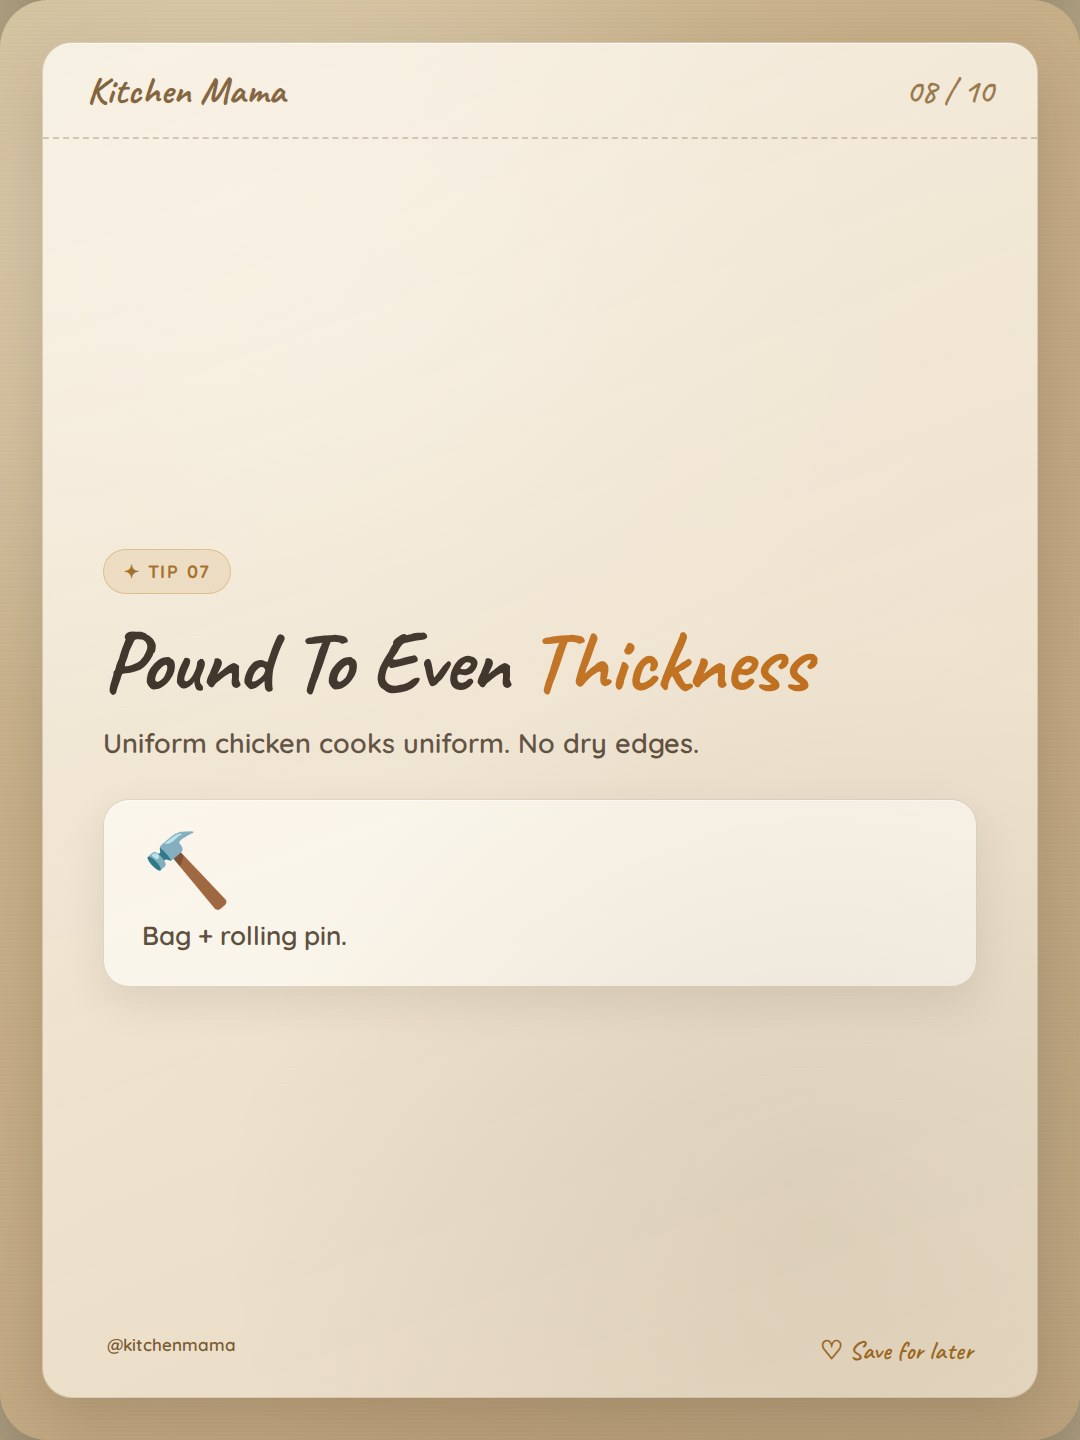 Kitchen Mama
08 / 10
✦ TIP 07
Pound To Even Thickness
Uniform chicken cooks uniform. No dry edges.
Bag + rolling pin.
@kitchenmama
♡ Save for later